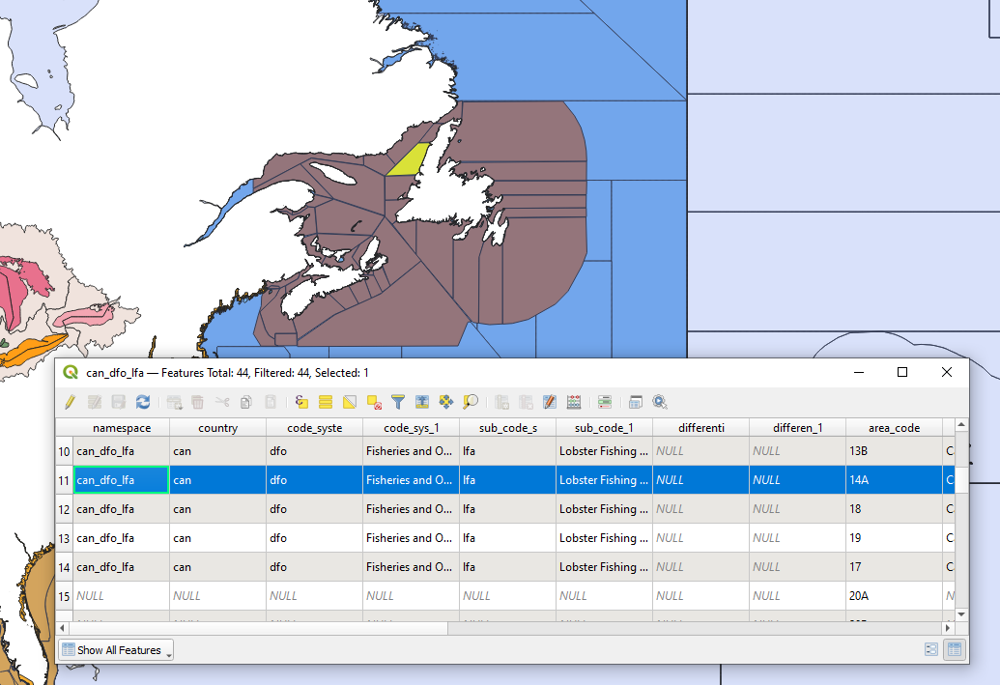 can_dfo_lfa — Features Total: 44, Filtered: 44, Selected: 1
namespace country code_syste code_sys_1 sub_code_s sub_code_1 differenti differen_1 area_code
10 can_dfo_lfa can dfo Fisheries and O... lfa Lobster Fishing ... NULL NULL 13B C
11 can_dfo_lfa can dfo Fisheries and O... lfa Lobster Fishing ... NULL NULL 14A C
12 can_dfo_lfa can dfo Fisheries and O... lfa Lobster Fishing ... NULL NULL 18 C
13 can_dfo_lfa can dfo Fisheries and O... lfa Lobster Fishing ... NULL NULL 19 C
14 can_dfo_lfa can dfo Fisheries and O... lfa Lobster Fishing ... NULL NULL 17 C
15 NULL NULL NULL NULL NULL NULL NULL NULL 20A N
Show All Features